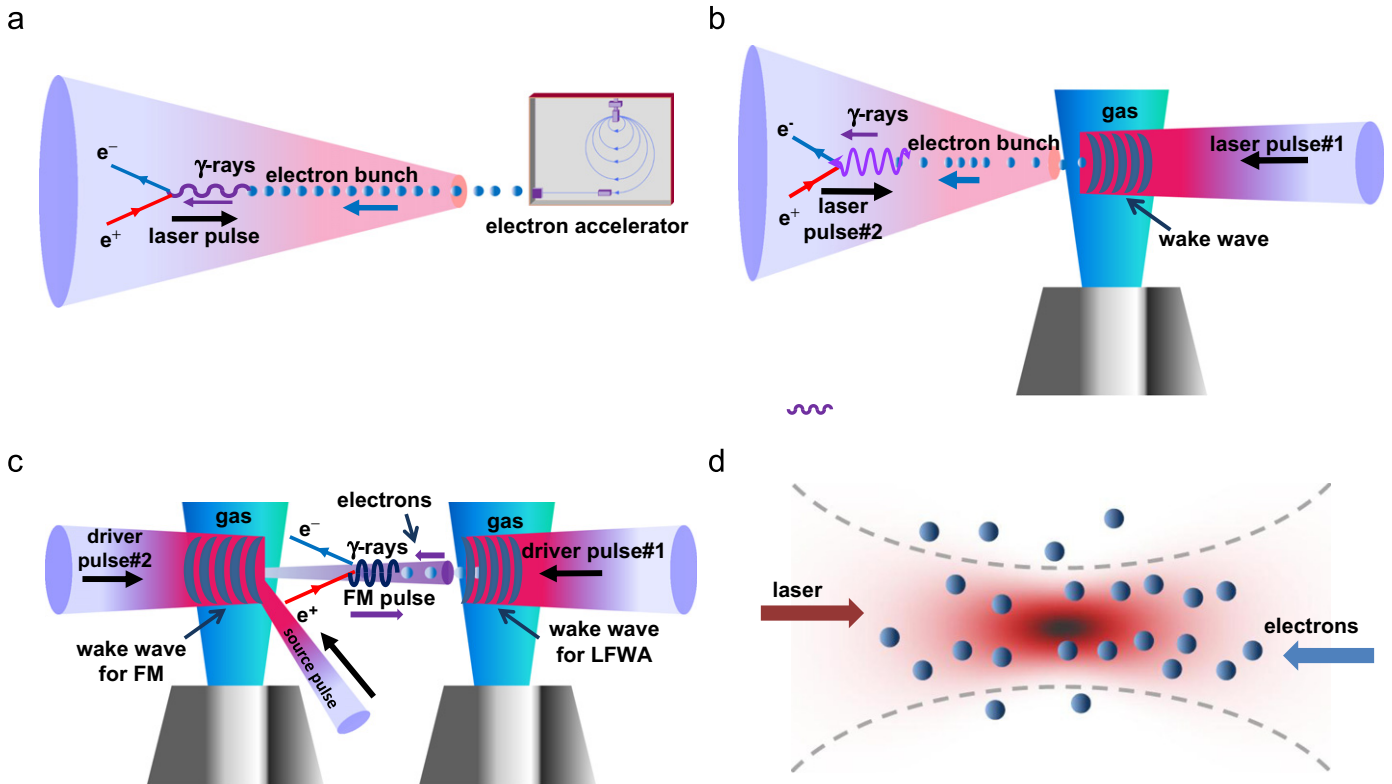 a
e−
γ-rays
electron bunch
e+
laser pulse
electron accelerator
b
gas
e-
γ-rays
electron bunch
laser pulse#1
e+
laser
pulse#2
wake wave
c
electrons
gas
gas
driver
pulse#2
e−
γ-rays
driver pulse#1
FM pulse
e+
wake wave
for FM
source pulse
wake wave
for LFWA
d
laser
electrons